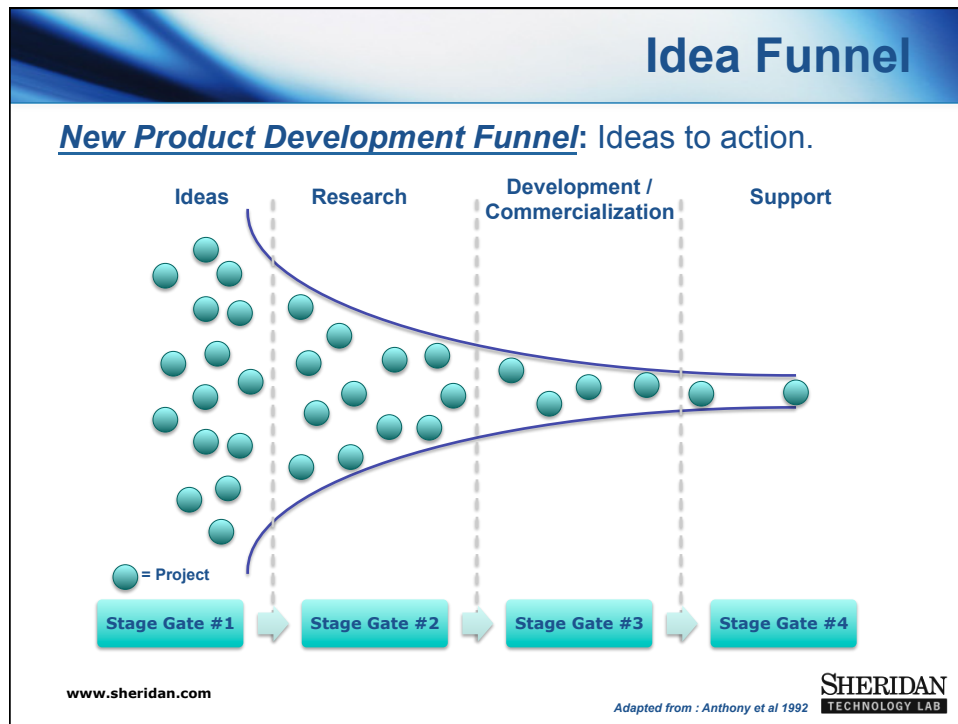 Idea Funnel
New Product Development Funnel: Ideas to action.
Ideas
Research
Development /
Commercialization
Support
= Project
Stage Gate #1
Stage Gate #2
Stage Gate #3
Stage Gate #4
www.sheridan.com
Adapted from : Anthony et al 1992
SHERIDAN
TECHNOLOGY LAB